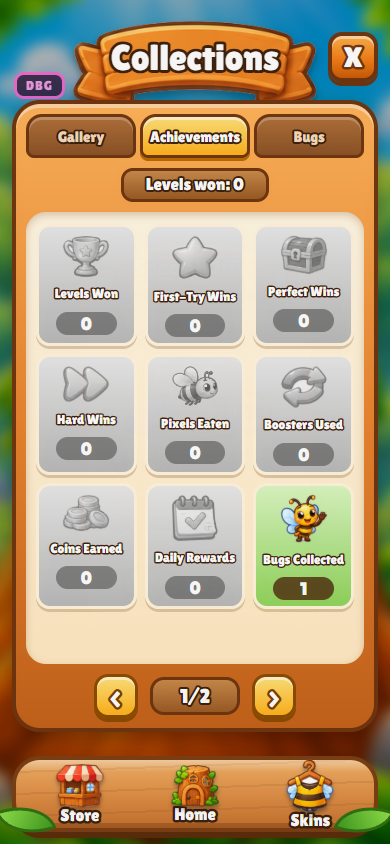 Collections
X
DBG
Gallery
Achievements
Bugs
Levels won: 0
Levels Won
0
First-Try Wins
0
Perfect Wins
0
Hard Wins
0
Pixels Eaten
0
Boosters Used
0
Coins Earned
0
Daily Rewards
0
Bugs Collected
1
1/2
Store
Home
Skins